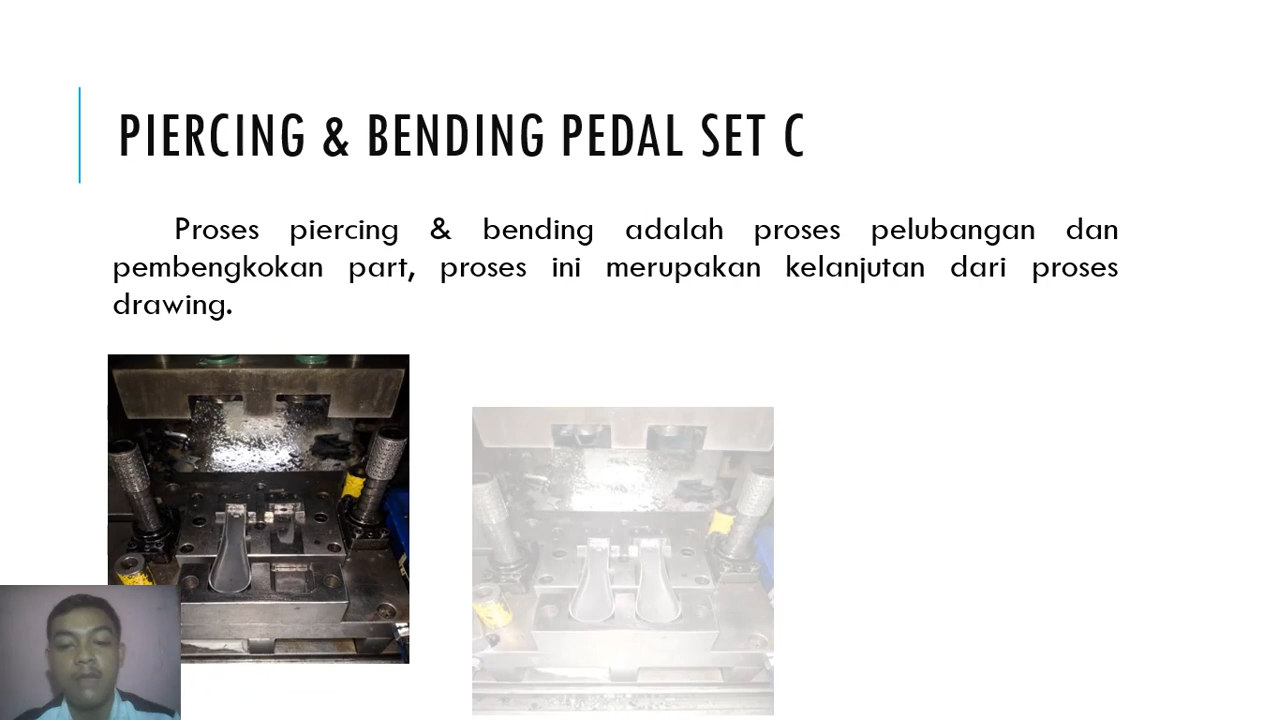 PIERCING & BENDING PEDAL SET C
Proses piercing & bending adalah proses pelubangan dan
pembengkokan part, proses ini merupakan kelanjutan dari proses
drawing.